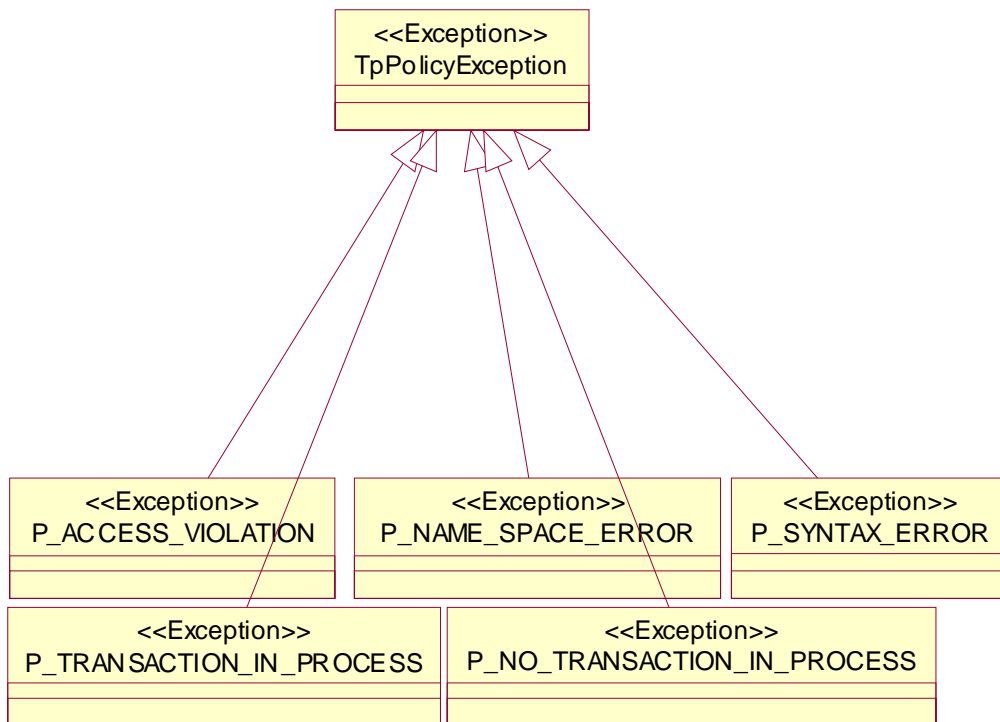 <<Exception>>
TpPolicyException
<<Exception>>
P_ACCESS_VIOLATION
<<Exception>>
P_NAME_SPACE_ERROR
<<Exception>>
P_SYNTAX_ERROR
<<Exception>>
P_TRANSACTION_IN_PROCESS
<<Exception>>
P_NO_TRANSACTION_IN_PROCESS